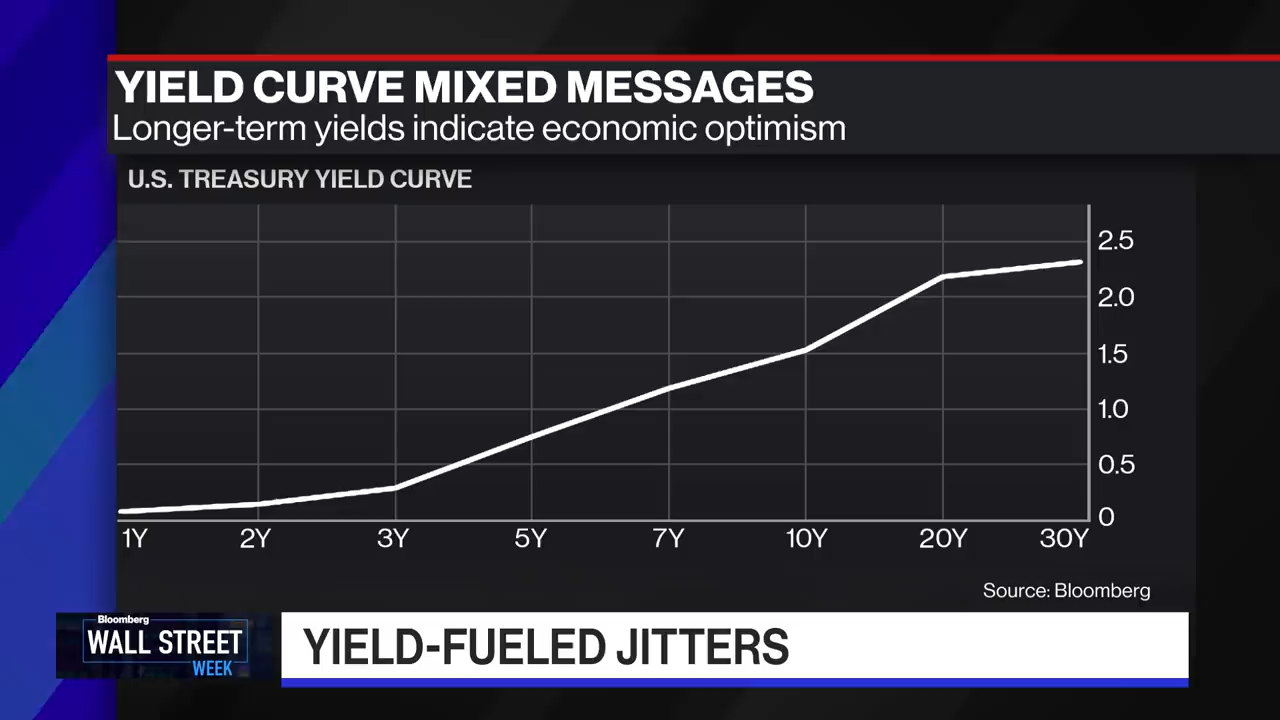 YIELD CURVE MIXED MESSAGES
Longer-term yields indicate economic optimism
U.S. TREASURY YIELD CURVE
2.5
2.0
1.5
1.0
0.5
0
1Y 2Y 3Y 5Y 7Y 10Y 20Y 30Y
Source: Bloomberg
Bloomberg
WALL STREET
WEEK
YIELD-FUELED JITTERS